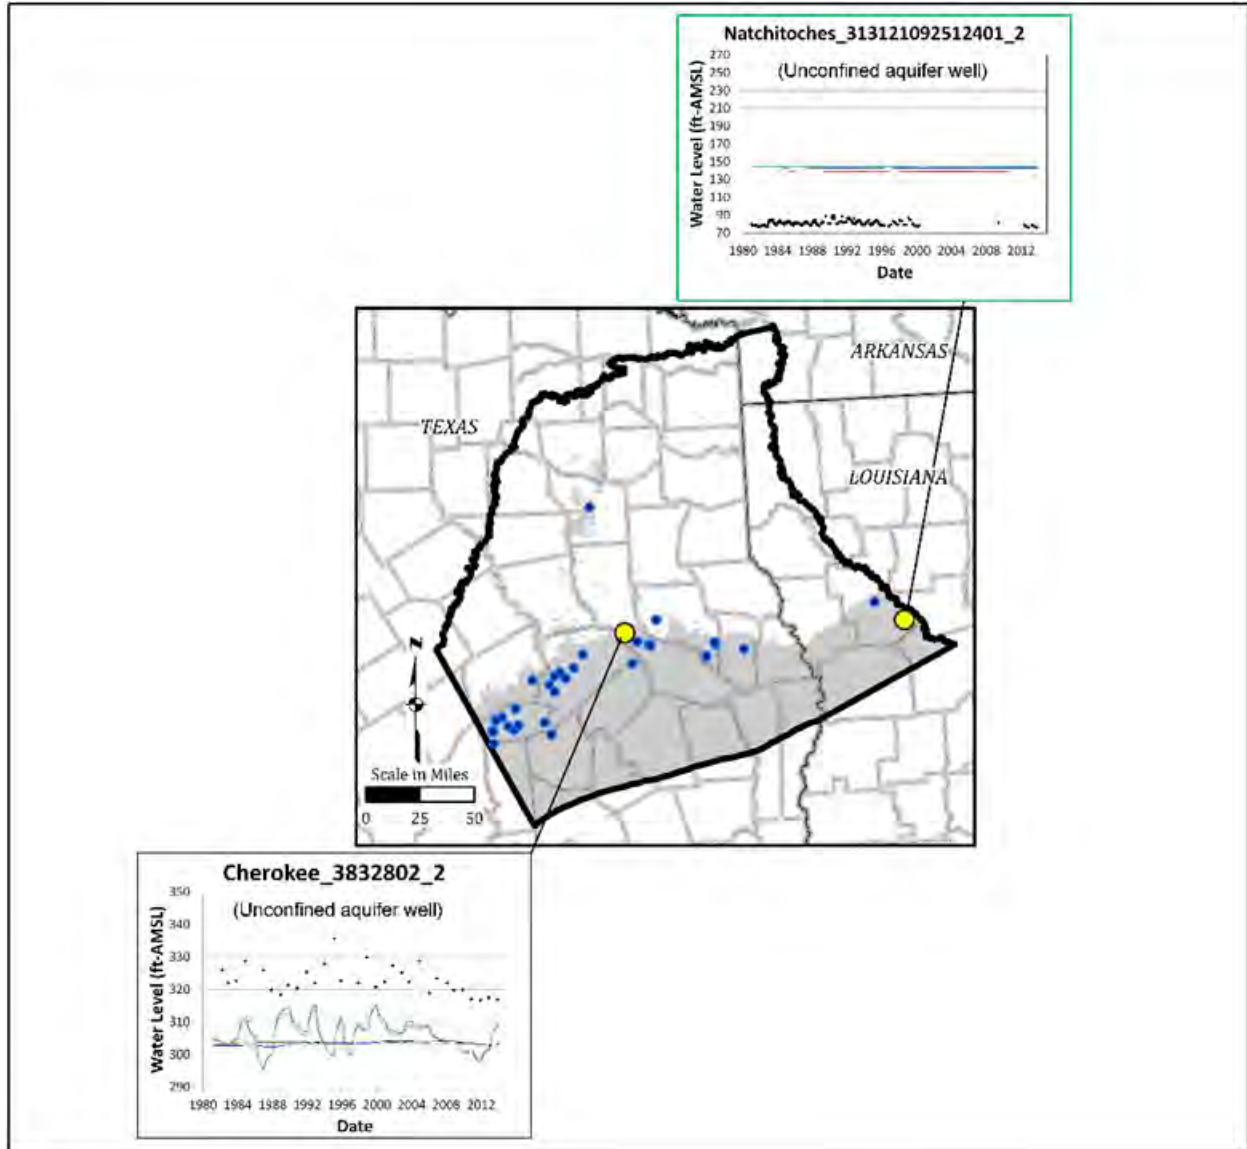 Natchitoches_313121092512401_2
(Unconfined aquifer well)
270
250
230
210
190
170
150
130
110
90
70
Water Level (ft-AMSL)
1980 1984 1988 1992 1996 2000 2004 2008 2012
Date
ARKANSAS
TEXAS
LOUISIANA
N
Scale in Miles
0 25 50
Cherokee_3832802_2
(Unconfined aquifer well)
350
340
330
320
310
300
290
Water Level (ft-AMSL)
1980 1984 1988 1992 1996 2000 2004 2008 2012
Date